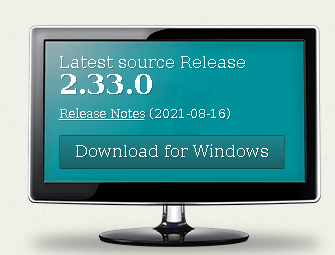 Latest source Release
2.33.0
Release Notes (2021-08-16)
Download for Windows